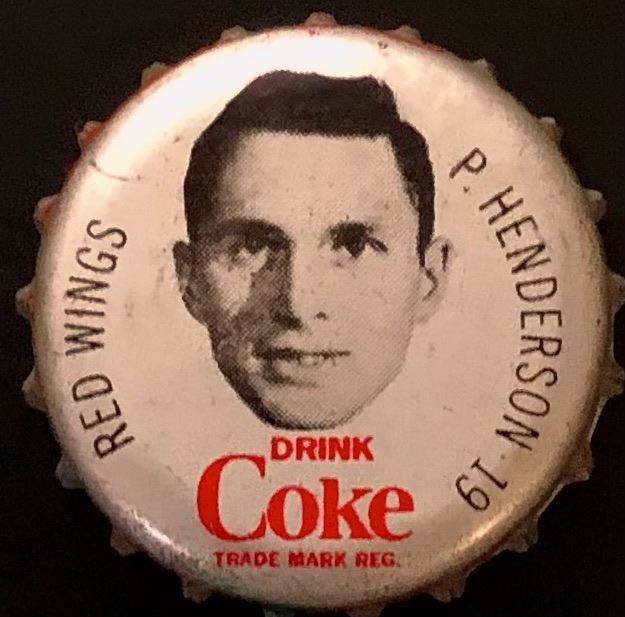 RED WINGS
P. HENDERSON 19
DRINK
Coke
TRADE MARK REG.